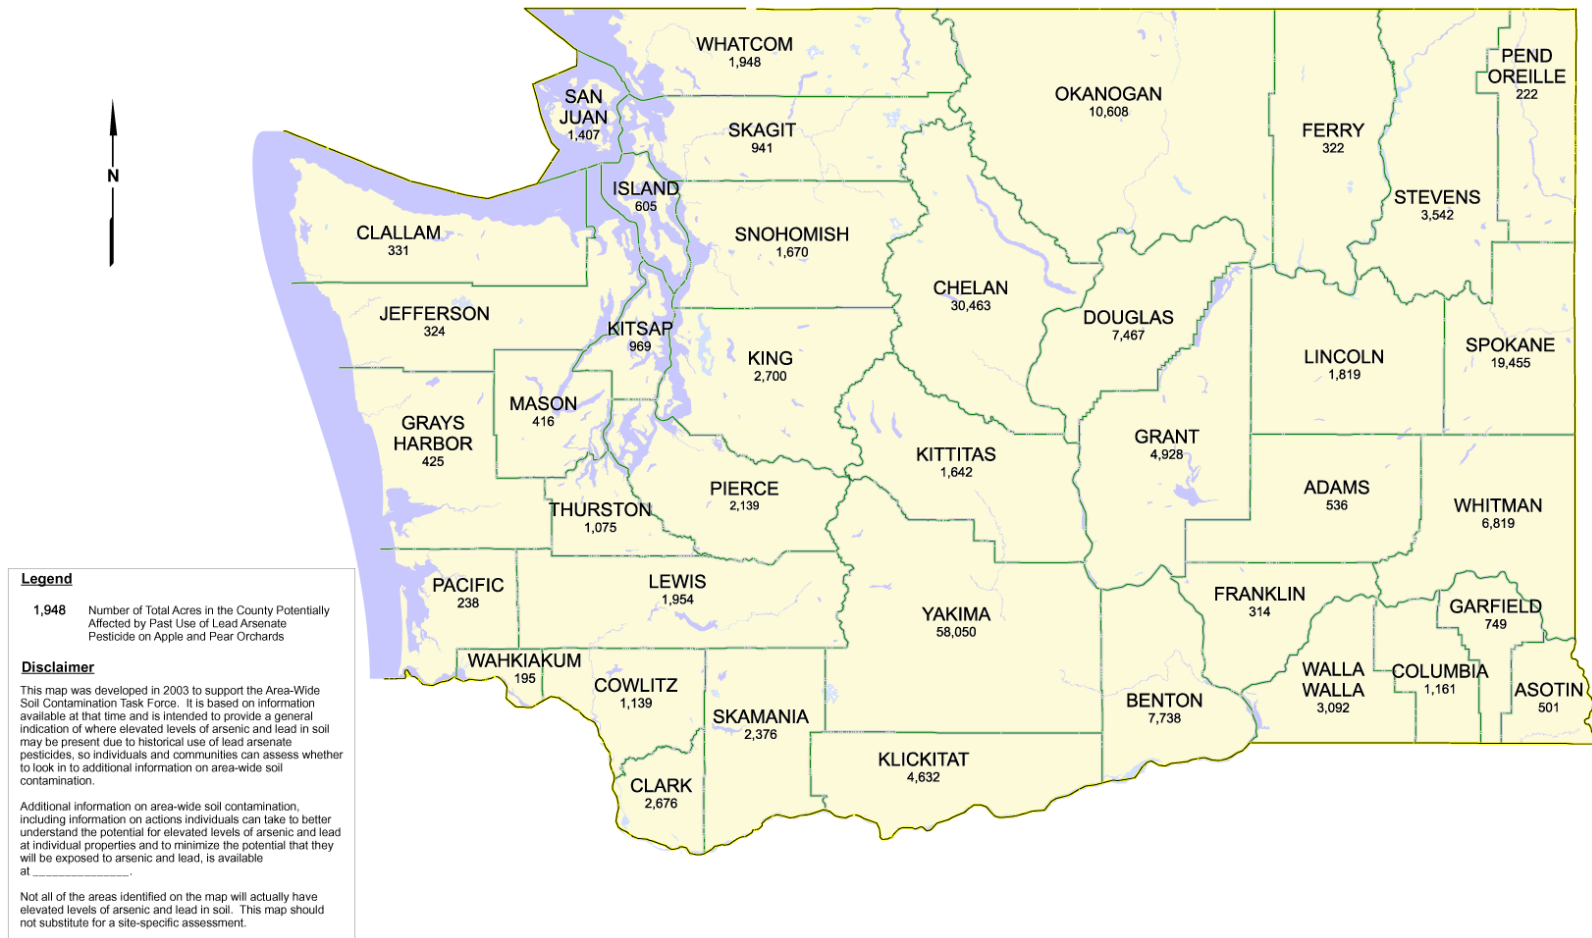 WHATCOM
1,948
PEND
OREILLE
222
SAN
JUAN
1,407
OKANOGAN
10,608
SKAGIT
941
FERRY
322
N
ISLAND
605
STEVENS
3,542
CLALLAM
331
SNOHOMISH
1,670
CHELAN
30,463
JEFFERSON
324
DOUGLAS
7,467
KITSAP
969
KING
2,700
LINCOLN
1,819
SPOKANE
19,455
MASON
416
GRAYS
HARBOR
425
KITTITAS
1,642
GRANT
4,928
PIERCE
2,139
ADAMS
536
THURSTON
1,075
WHITMAN
6,819
PACIFIC
238
LEWIS
1,954
YAKIMA
58,050
FRANKLIN
314
GARFIELD
749
WAHKIAKUM
195
COWLITZ
1,139
WALLA
WALLA
3,092
COLUMBIA
1,161
ASOTIN
501
SKAMANIA
2,376
BENTON
7,738
KLICKITAT
4,632
CLARK
2,676
Legend
1,948 Number of Total Acres in the County Potentially
Affected by Past Use of Lead Arsenate
Pesticide on Apple and Pear Orchards
Disclaimer
This map was developed in 2003 to support the Area-Wide
Soil Contamination Task Force. It is based on information
available at that time and is intended to provide a general
indication of where elevated levels of arsenic and lead in soil
may be present due to historical use of lead arsenate
pesticides, so individuals and communities can assess whether
to look in to additional information on area-wide soil
contamination.
Additional information on area-wide soil contamination,
including information on actions individuals can take to better
understand the potential for elevated levels of arsenic and lead
at individual properties and to minimize the potential that they
will be exposed to arsenic and lead, is available
at _______________.
Not all of the areas identified on the map will actually have
elevated levels of arsenic and lead in soil. This map should
not substitute for a site-specific assessment.